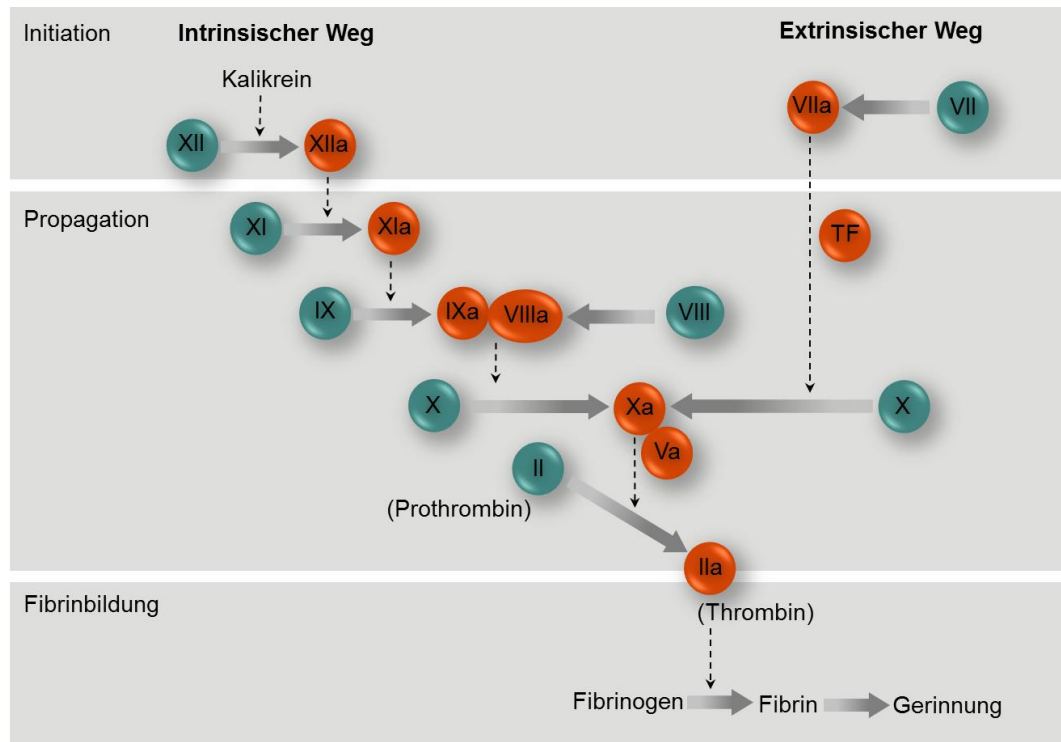 Initiation
Intrinsischer Weg
Extrinsischer Weg
Kalikrein
VIIa
VII
XII
XIIa
Propagation
XI
XIa
TF
IX
IXa
VIIIa
VIII
X
Xa
X
Va
II
(Prothrombin)
IIa
Fibrinbildung
(Thrombin)
Fibrinogen
Fibrin
Gerinnung